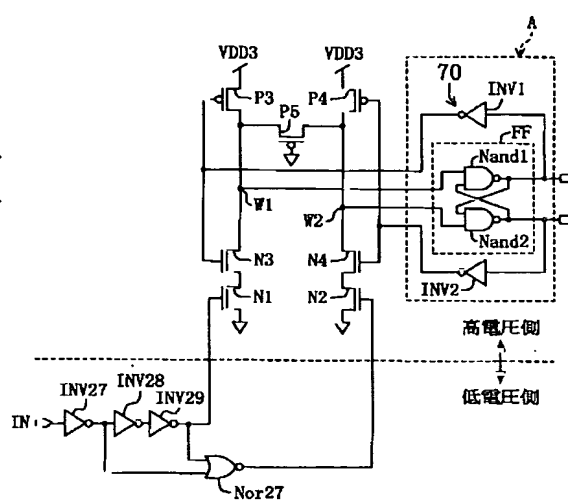 A
VDD3
VDD3
70
INV1
P3
P4
P5
FF
Nand1
W1
W2
Nand2
N3
N4
INV2
N1
N2
高電圧側
低電圧側
INV27
INV28
INV29
IN
Nor27